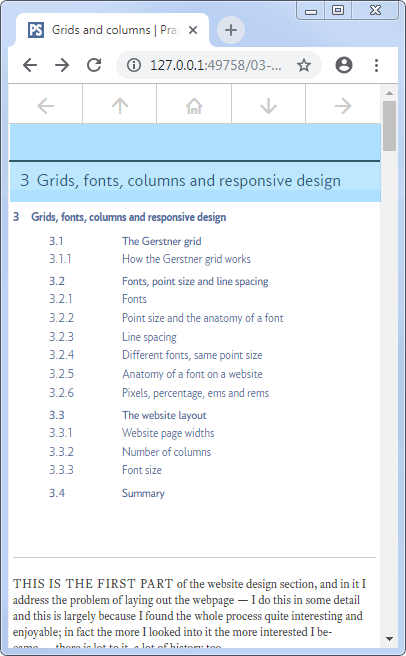 PS Grids and columns | Pra
127.0.0.1:49758/03-...
3 Grids, fonts, columns and responsive design
3 Grids, fonts, columns and responsive design
3.1 The Gerstner grid
3.1.1 How the Gerstner grid works
3.2 Fonts, point size and line spacing
3.2.1 Fonts
3.2.2 Point size and the anatomy of a font
3.2.3 Line spacing
3.2.4 Different fonts, same point size
3.2.5 Anatomy of a font on a website
3.2.6 Pixels, percentage, ems and rems
3.3 The website layout
3.3.1 Website page widths
3.3.2 Number of columns
3.3.3 Font size
3.4 Summary
THIS IS THE FIRST PART of the website design section, and in it I
address the problem of laying out the webpage — I do this in some detail
and this is largely because I found the whole process quite interesting and
enjoyable; in fact the more I looked into it the more interested I be-
came — there is lot to it, a lot of history too